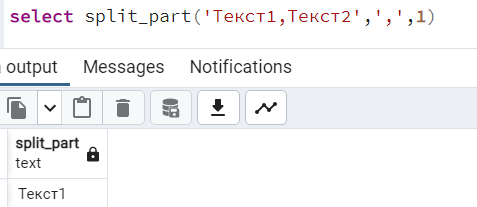 select split_part('Текст1,Текст2',',',1)
output Messages Notifications
split_part
text
Текст1